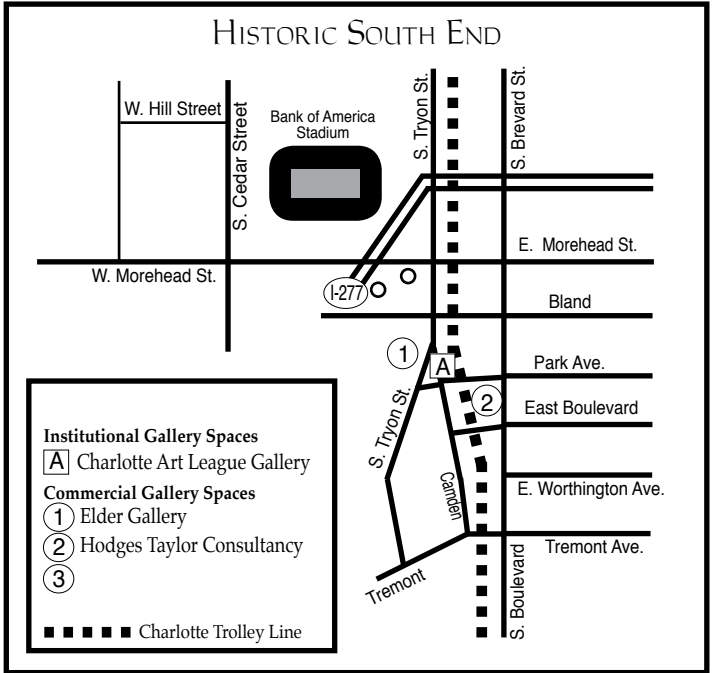 HISTORIC SOUTH END
W. Hill Street
S. Cedar Street
Bank of America
Stadium
S. Tryon St.
S. Brevard St.
E. Morehead St.
W. Morehead St.
I-277
Bland
1
A
Park Ave.
2
East Boulevard
S. Tryon St.
Camden
E. Worthington Ave.
Tremont Ave.
Tremont
S. Boulevard
Institutional Gallery Spaces
A Charlotte Art League Gallery
Commercial Gallery Spaces
1 Elder Gallery
2 Hodges Taylor Consultancy
3
Charlotte Trolley Line